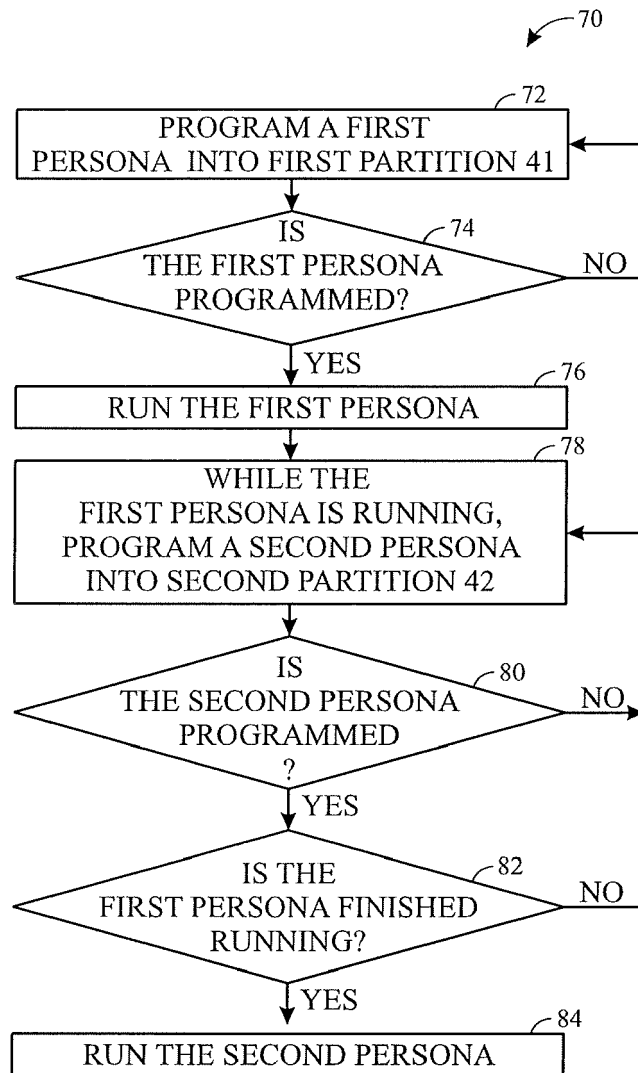 70
72
PROGRAM A FIRST
PERSONA INTO FIRST PARTITION 41
74
IS
THE FIRST PERSONA
PROGRAMMED?
NO
YES
76
RUN THE FIRST PERSONA
78
WHILE THE
FIRST PERSONA IS RUNNING,
PROGRAM A SECOND PERSONA
INTO SECOND PARTITION 42
80
IS
THE SECOND PERSONA
PROGRAMMED
?
NO
YES
82
IS THE
FIRST PERSONA FINISHED
RUNNING?
NO
YES
84
RUN THE SECOND PERSONA